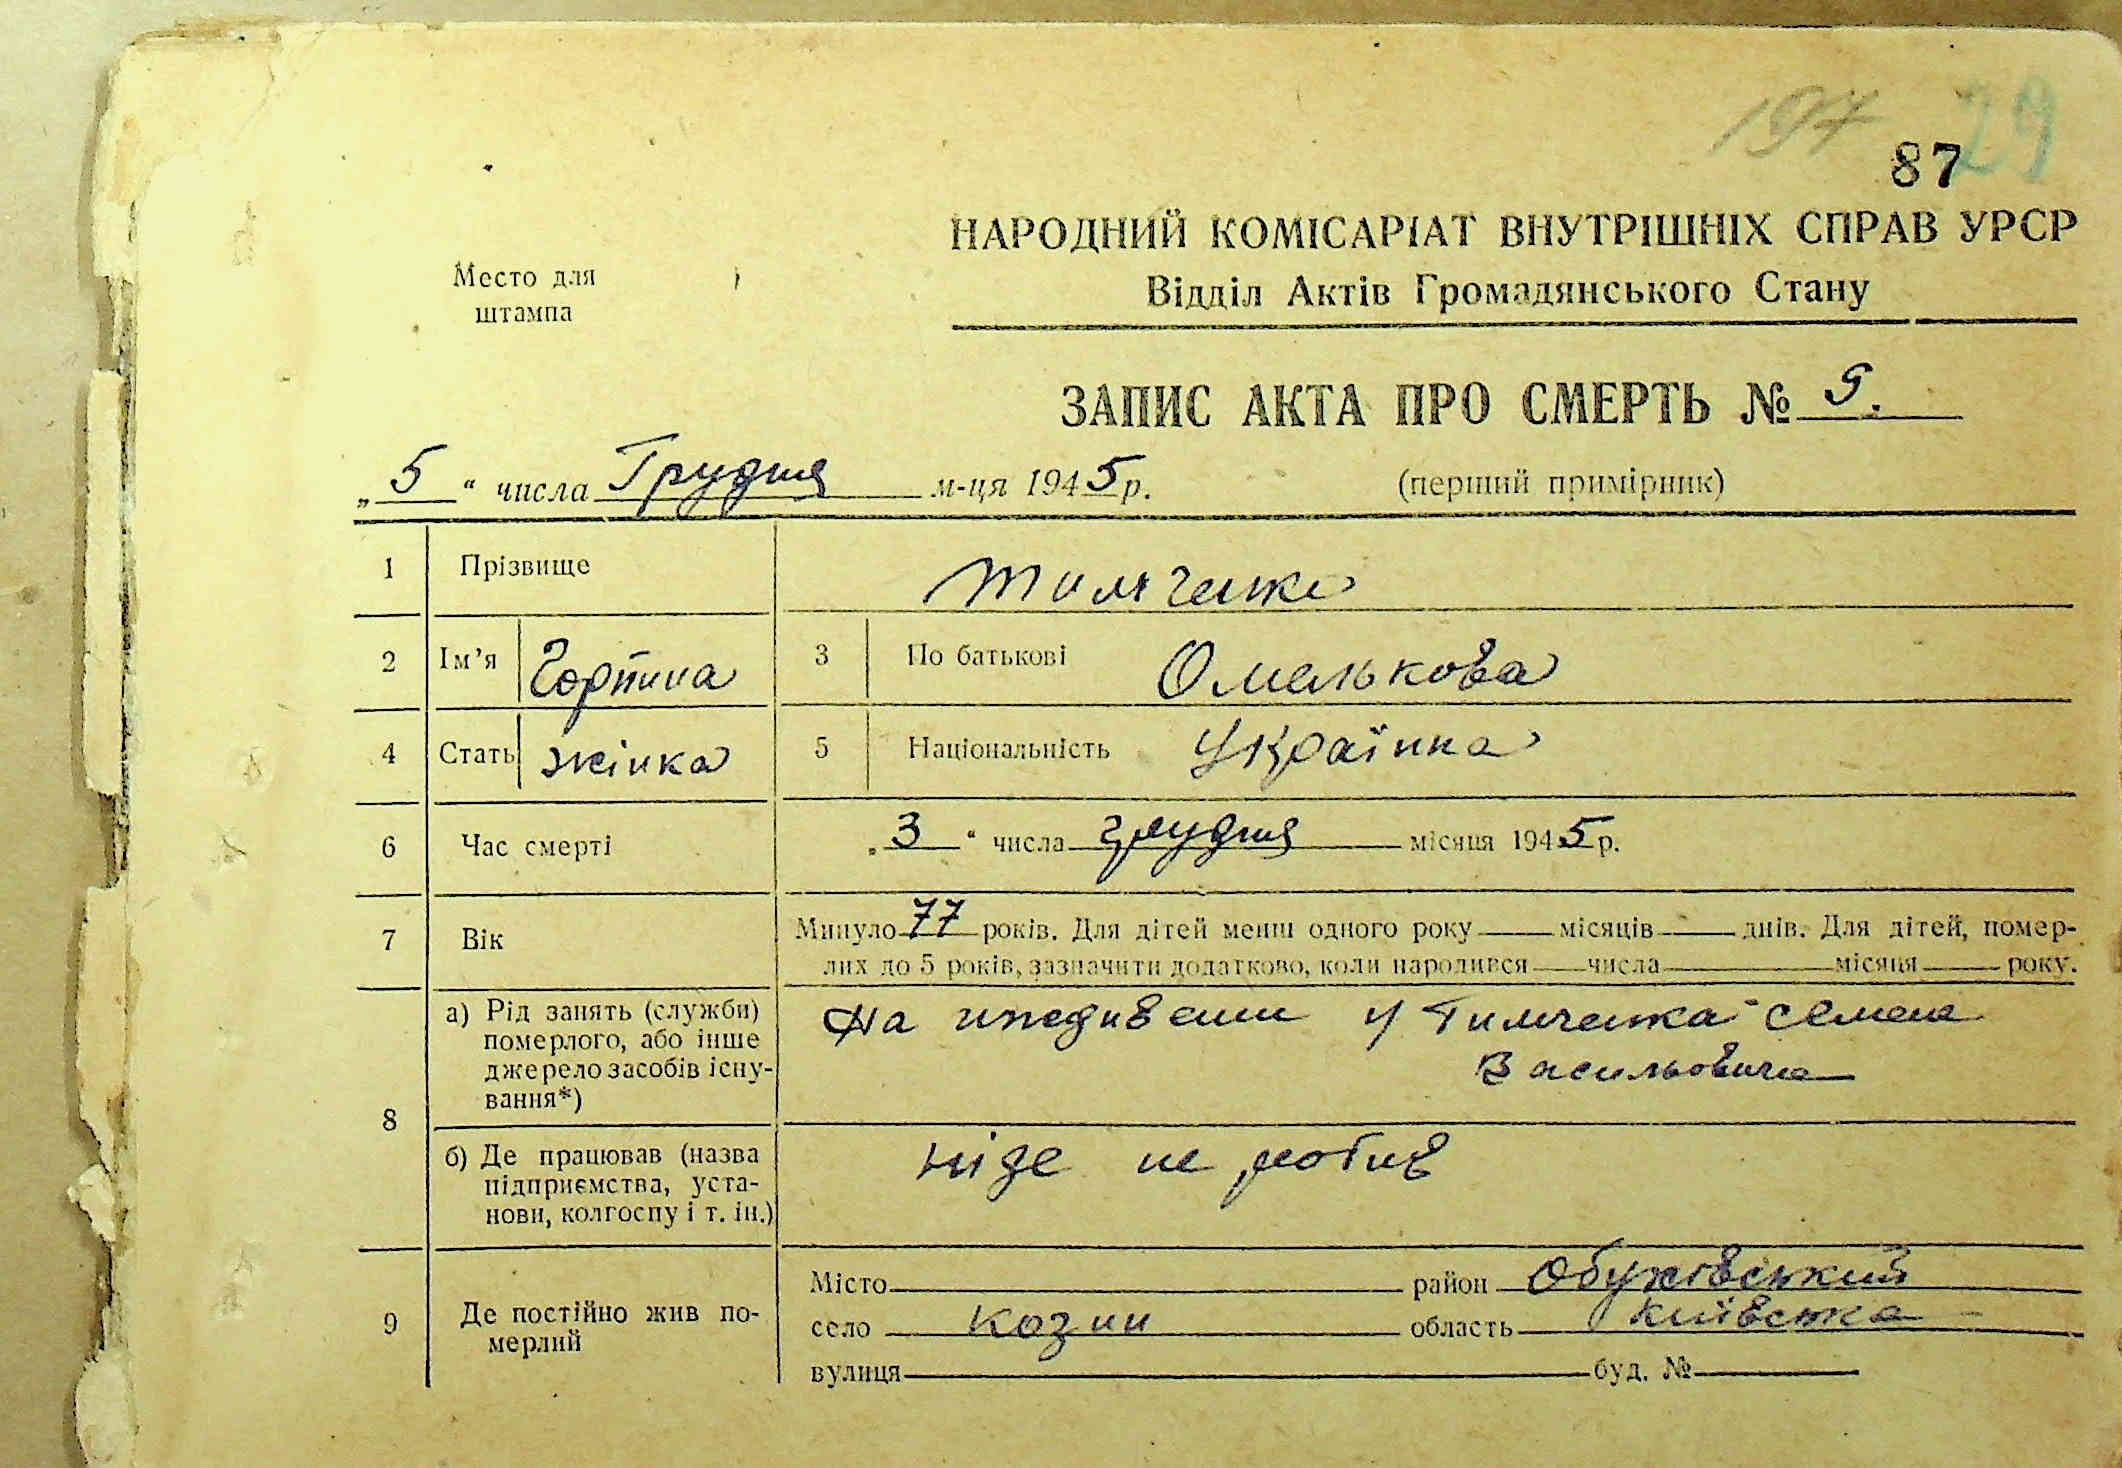 197 29
87
НАРОДНИЙ КОМІСАРІАТ ВНУТРІШНІХ СПРАВ УРСР
Место для штампа
Відділ Актів Громадянського Стану
ЗАПИС АКТА ПРО СМЕРТЬ № 9.
„5“ числа Грудня м-ця 1945 р. (перший примірник)
1 Прізвище Тимченко
2 Ім’я Горпина 3 По батькові Омелькова
4 Стать жінка 5 Національність Українка
6 Час смерті „3“ числа грудня місяця 1945 р.
7 Вік Минуло 77 років. Для дітей менш одного року місяців днів. Для дітей, помер-
лих до 5 років, зазначити додатково, коли народився числа місяця року.
8 а) Рід занять (служби) померлого, або інше джерело засобів існу-вання*) На иждивении у Тимченка Семена
Васильовича
б) Де працював (назва підприємства, уста-нови, колгоспу і т. ін.) нізе не робив
9 Де постійно жив по-мерлий Місто район Обухівський
село Козин область Київська
вулиця буд. №